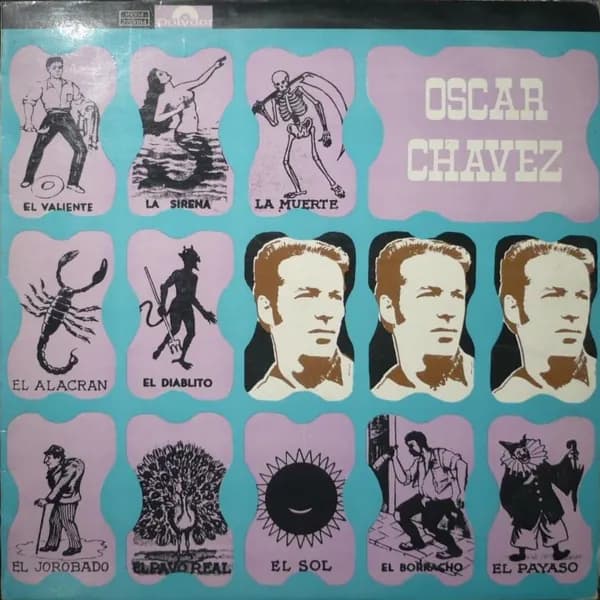 Polydor
OSCAR
CHAVEZ
EL VALIENTE
LA SIRENA
LA MUERTE
EL ALACRAN
EL DIABLITO
EL JOROBADO
EL PAVO REAL
EL SOL
EL BORRACHO
EL PAYASO